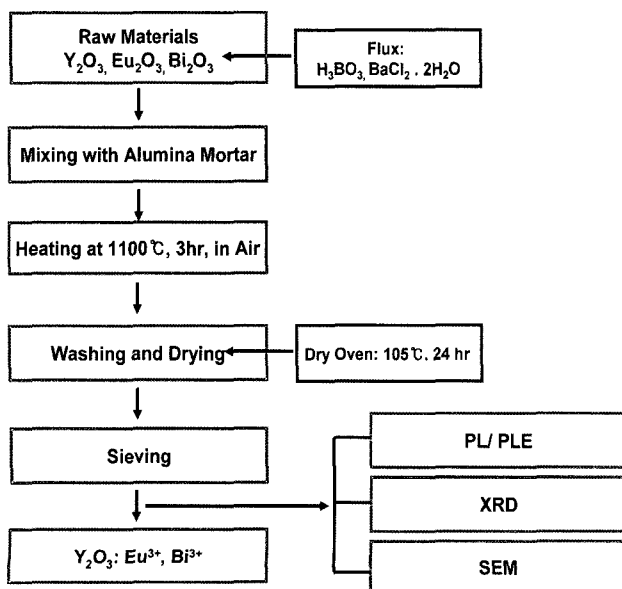 Raw Materials
Y₂O₃, Eu₂O₃, Bi₂O₃
Flux:
H₃BO₃, BaCl₂ . 2H₂O
Mixing with Alumina Mortar
Heating at 1100℃, 3hr, in Air
Washing and Drying
Dry Oven: 105℃. 24 hr
Sieving
PL/ PLE
XRD
SEM
Y₂O₃: Eu³⁺, Bi³⁺